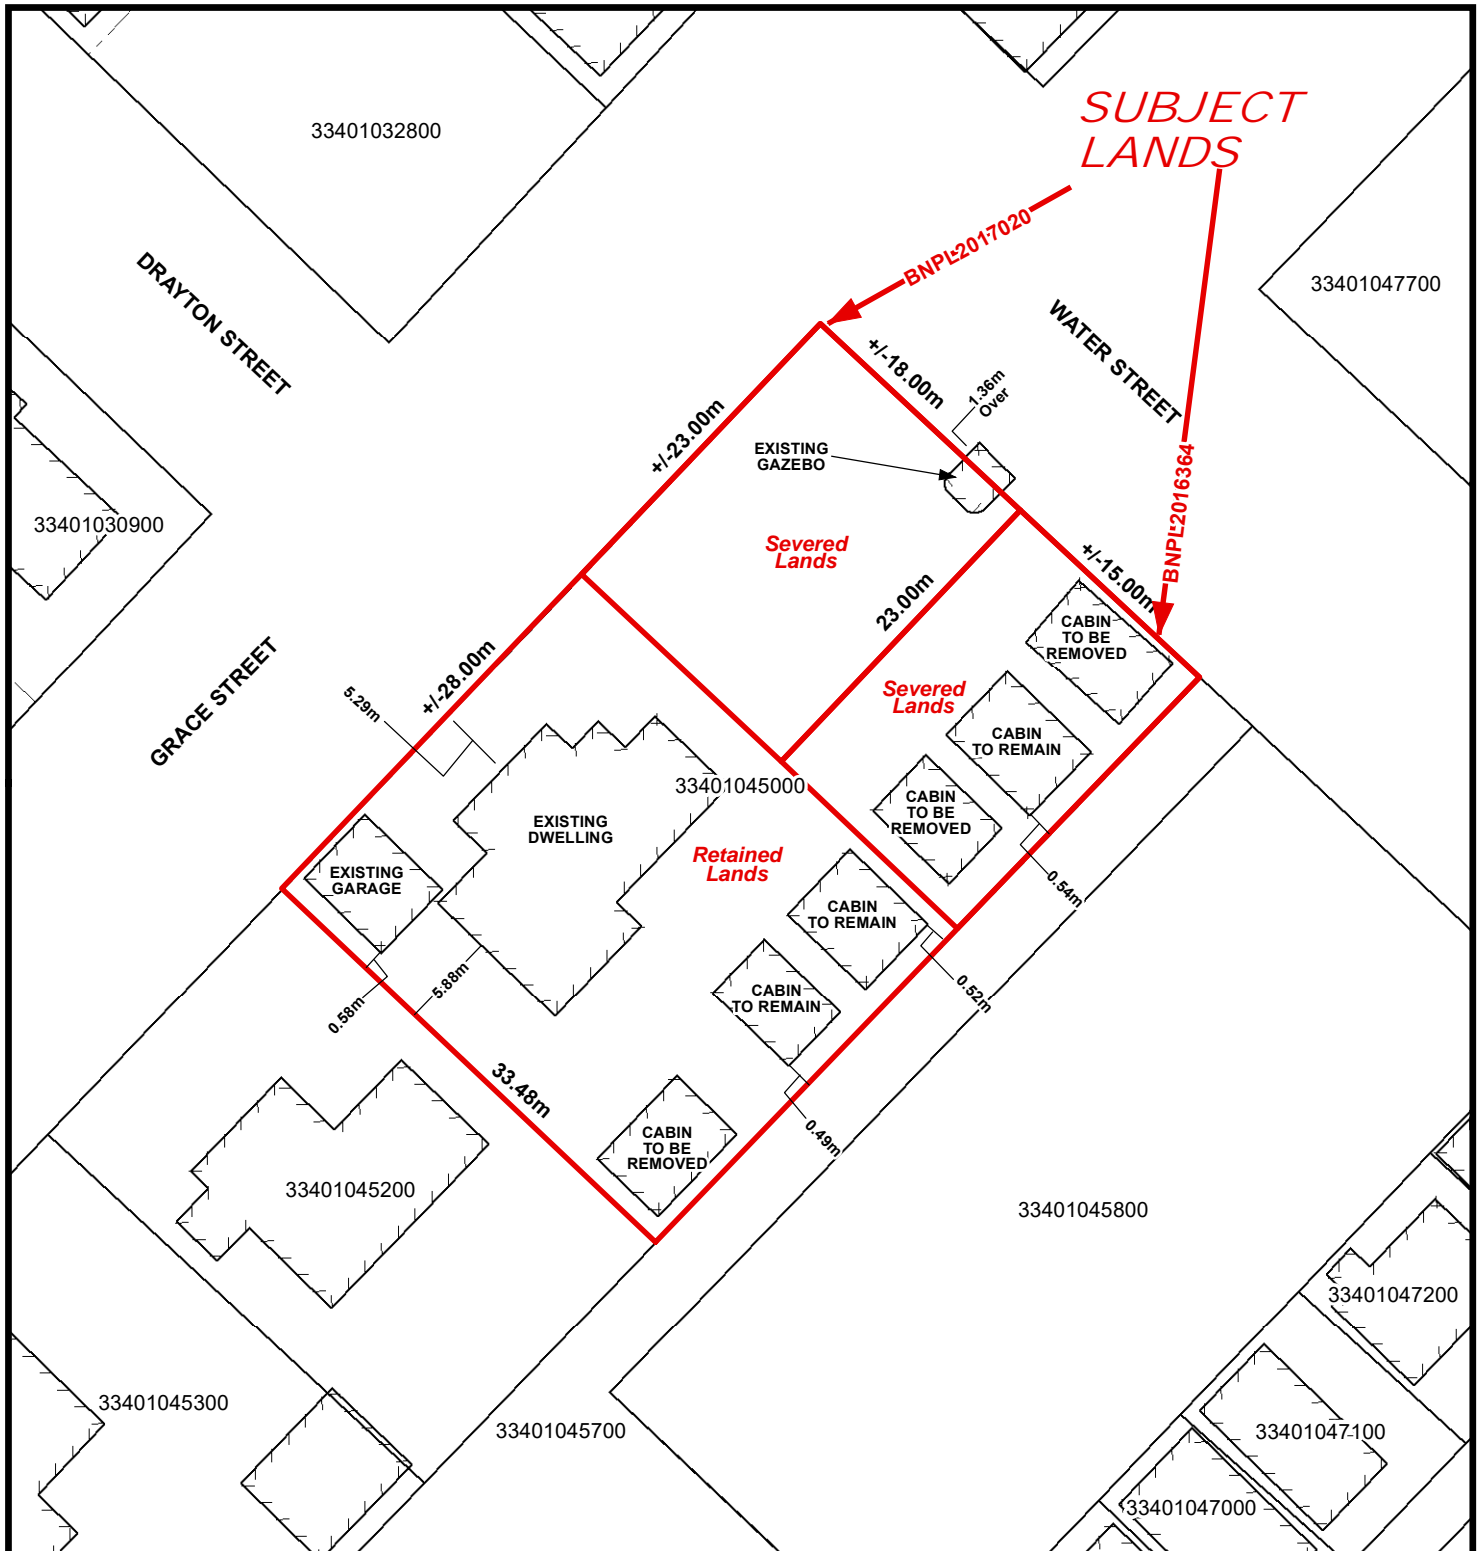 33401032800
SUBJECT
LANDS
DRAYTON STREET
BNPL2017020
33401047700
WATER STREET
+/-18.00m
1.36m
Over
+/-23.00m
EXISTING
GAZEBO
33401030900
BNPL2016364
Severed
Lands
+/-15.00m
23.00m
CABIN
TO BE
REMOVED
GRACE STREET
+/-28.00m
5.29m
Severed
Lands
CABIN
TO REMAIN
33401045000
CABIN
TO BE
REMOVED
EXISTING
DWELLING
Retained
Lands
EXISTING
GARAGE
0.54m
CABIN
TO REMAIN
5.88m
0.58m
0.52m
CABIN
TO REMAIN
33.48m
0.49m
CABIN
TO BE
REMOVED
33401045200
33401045800
33401047200
33401045300
33401045700
33401047100
33401047000